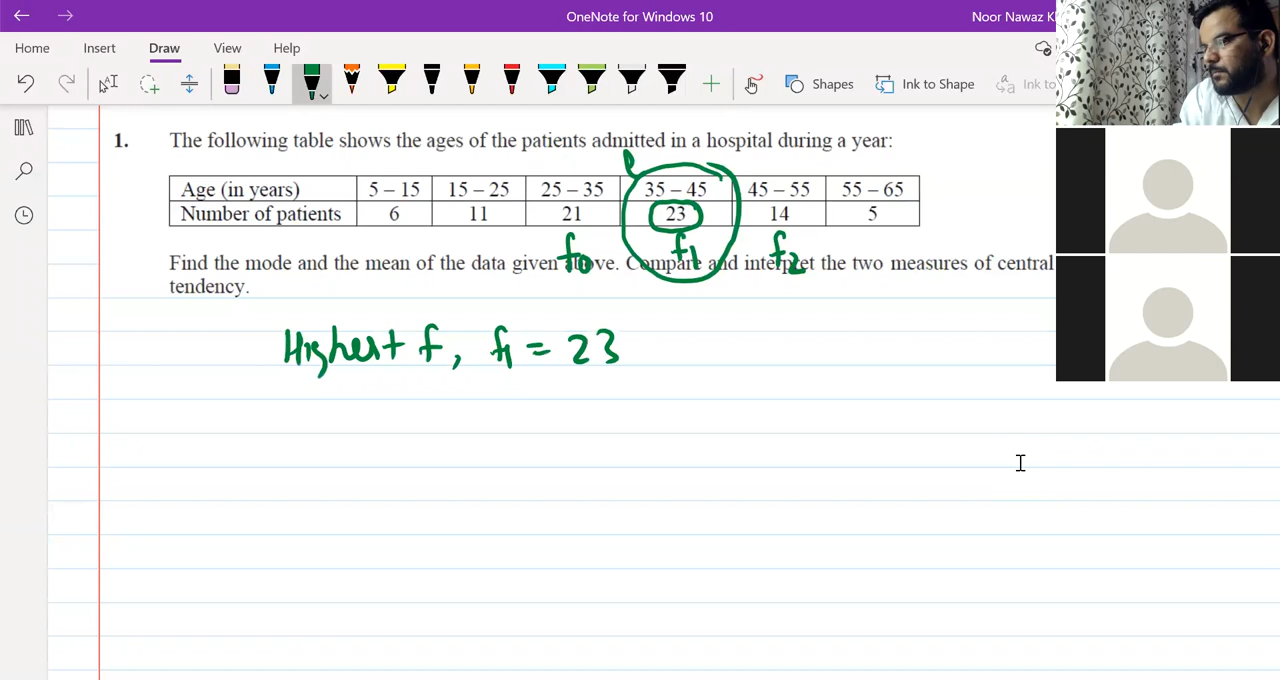 OneNote for Windows 10
Noor Nawaz K
Home Insert Draw View Help
Shapes Ink to Shape Ink to
1. The following table shows the ages of the patients admitted in a hospital during a year:
l
Age (in years) 5 – 15 15 – 25 25 – 35 35 – 45 45 – 55 55 – 65
Number of patients 6 11 21 23 14 5
f0 f1 f2
Find the mode and the mean of the data given above. Compare and interpret the two measures of central
tendency.
Highest f, f1 = 23